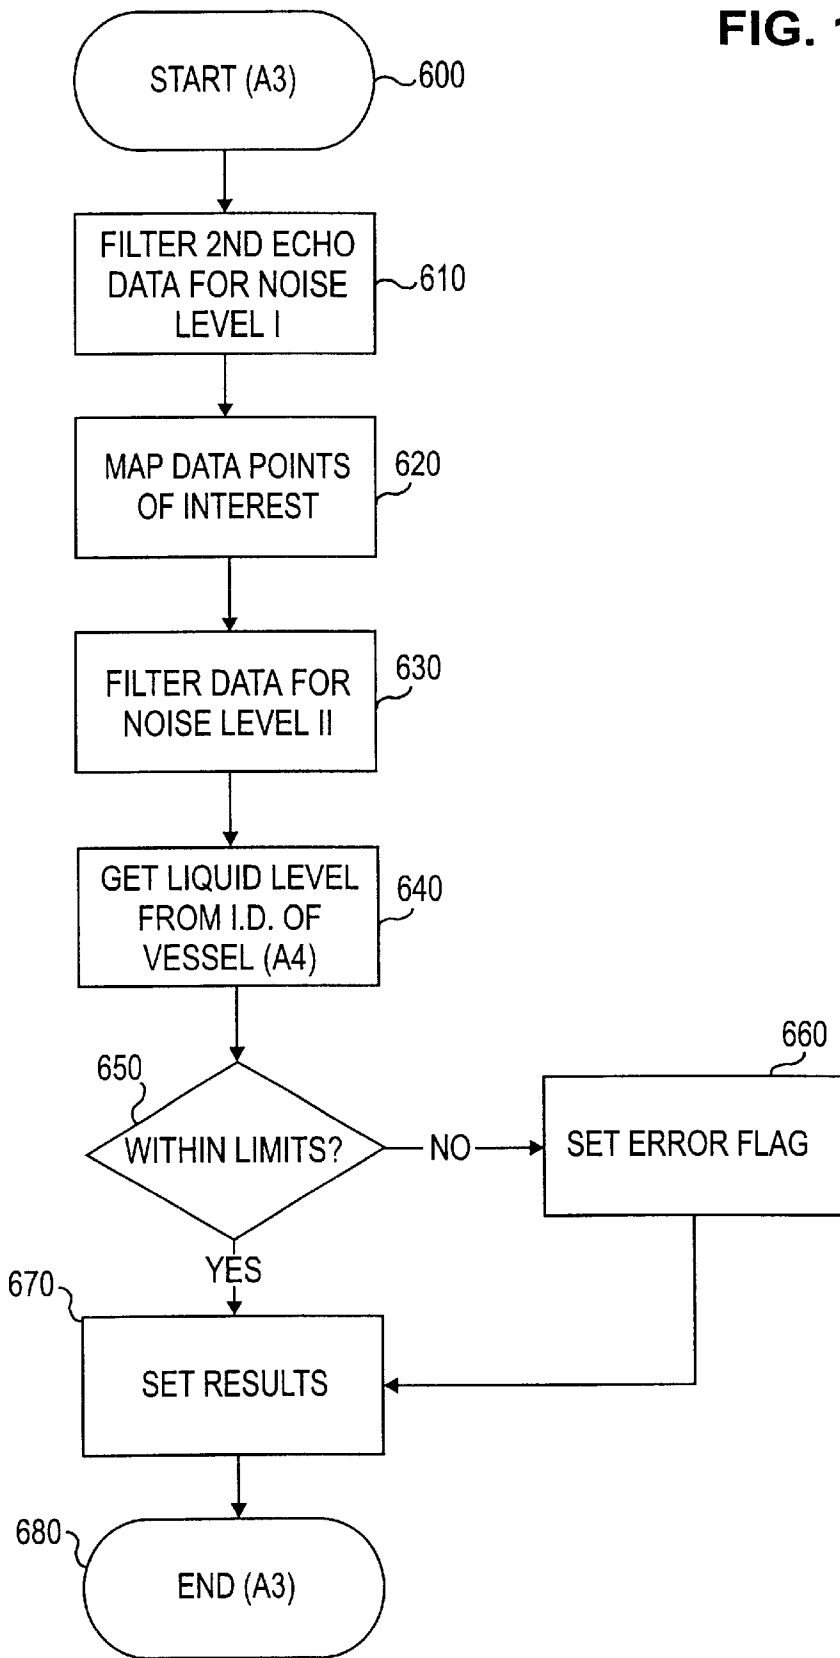 FIG. 1
START (A3)
600
FILTER 2ND ECHO
DATA FOR NOISE
LEVEL I
610
MAP DATA POINTS
OF INTEREST
620
FILTER DATA FOR
NOISE LEVEL II
630
GET LIQUID LEVEL
FROM I.D. OF
VESSEL (A4)
640
650
WITHIN LIMITS?
NO
660
SET ERROR FLAG
YES
670
SET RESULTS
680
END (A3)